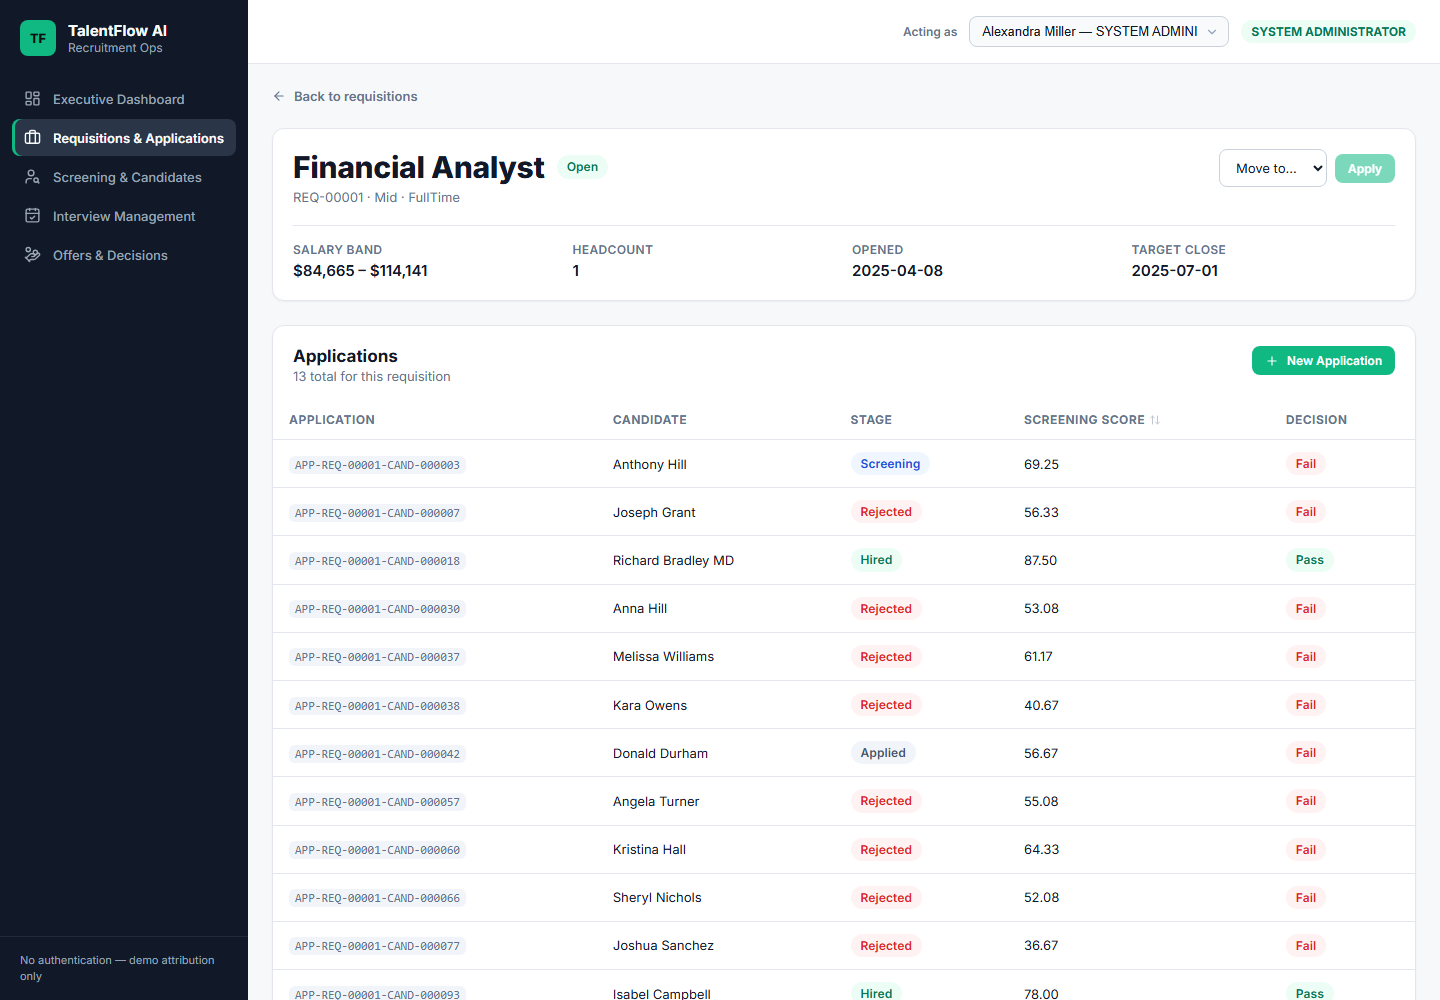 TF
TalentFlow AI
Recruitment Ops
Executive Dashboard
Requisitions & Applications
Screening & Candidates
Interview Management
Offers & Decisions
No authentication — demo attribution
only
Acting as
Alexandra Miller — SYSTEM ADMINI
SYSTEM ADMINISTRATOR
Back to requisitions
Financial Analyst Open
Move to... Apply
REQ-00001 · Mid · FullTime
SALARY BAND HEADCOUNT OPENED TARGET CLOSE
$84,665 – $114,141 1 2025-04-08 2025-07-01
Applications
13 total for this requisition
New Application
APPLICATION CANDIDATE STAGE SCREENING SCORE DECISION
APP-REQ-00001-CAND-000003 Anthony Hill Screening 69.25 Fail
APP-REQ-00001-CAND-000007 Joseph Grant Rejected 56.33 Fail
APP-REQ-00001-CAND-000018 Richard Bradley MD Hired 87.50 Pass
APP-REQ-00001-CAND-000030 Anna Hill Rejected 53.08 Fail
APP-REQ-00001-CAND-000037 Melissa Williams Rejected 61.17 Fail
APP-REQ-00001-CAND-000038 Kara Owens Rejected 40.67 Fail
APP-REQ-00001-CAND-000042 Donald Durham Applied 56.67 Fail
APP-REQ-00001-CAND-000057 Angela Turner Rejected 55.08 Fail
APP-REQ-00001-CAND-000060 Kristina Hall Rejected 64.33 Fail
APP-REQ-00001-CAND-000066 Sheryl Nichols Rejected 52.08 Fail
APP-REQ-00001-CAND-000077 Joshua Sanchez Rejected 36.67 Fail
APP-REQ-00001-CAND-000093 Isabel Campbell Hired 78.00 Pass